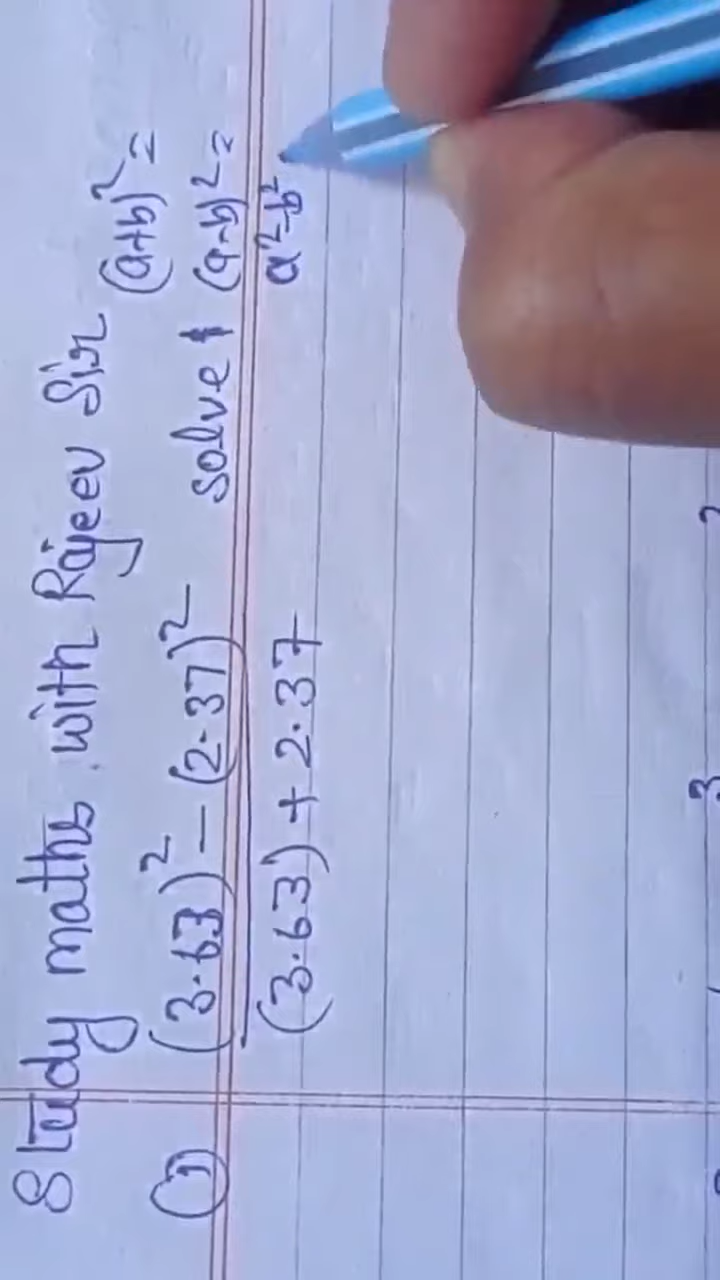 Study maths with Rajeev Sir
(1) (3.63)² - (2.37)² solve
(3.63) + 2.37
(a+b)² =
(a-b)² =
a² - b²